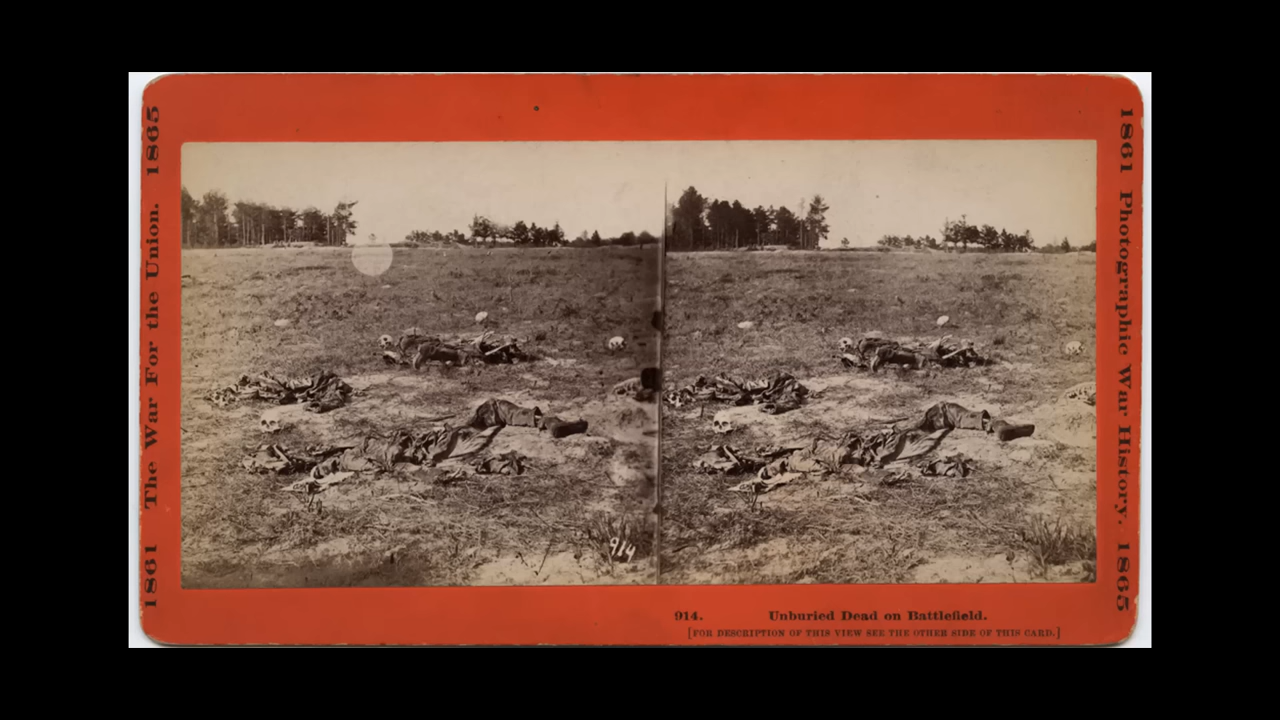 1861 The War For the Union. 1865
1861 Photographic War History. 1865
914
914. Unburied Dead on Battlefield.
[FOR DESCRIPTION OF THIS VIEW SEE THE OTHER SIDE OF THIS CARD.]